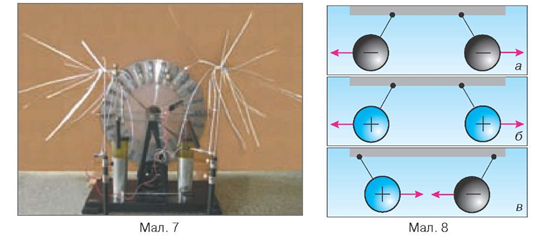 − − а
+ + б
+ − в
Мал. 7 Мал. 8